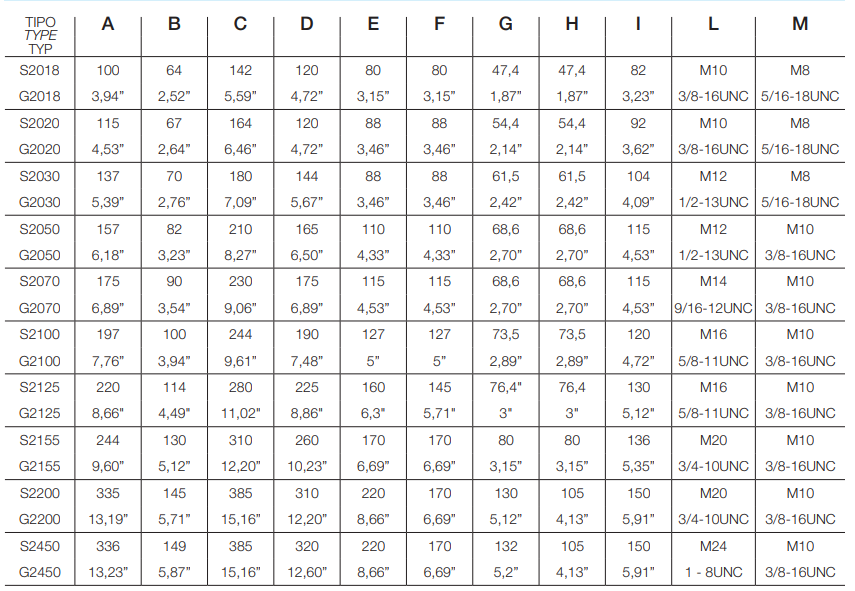 TIPO A B C D E F G H I L M
TYPE
TYP
S2018 100 64 142 120 80 80 47,4 47,4 82 M10 M8
G2018 3,94” 2,52” 5,59” 4,72” 3,15” 3,15” 1,87” 1,87” 3,23” 3/8-16UNC 5/16-18UNC
S2020 115 67 164 120 88 88 54,4 54,4 92 M10 M8
G2020 4,53” 2,64” 6,46” 4,72” 3,46” 3,46” 2,14” 2,14” 3,62” 3/8-16UNC 5/16-18UNC
S2030 137 70 180 144 88 88 61,5 61,5 104 M12 M8
G2030 5,39” 2,76” 7,09” 5,67” 3,46” 3,46” 2,42” 2,42” 4,09” 1/2-13UNC 5/16-18UNC
S2050 157 82 210 165 110 110 68,6 68,6 115 M12 M10
G2050 6,18” 3,23” 8,27” 6,50” 4,33” 4,33” 2,70” 2,70” 4,53” 1/2-13UNC 3/8-16UNC
S2070 175 90 230 175 115 115 68,6 68,6 115 M14 M10
G2070 6,89” 3,54” 9,06” 6,89” 4,53” 4,53” 2,70” 2,70” 4,53” 9/16-12UNC 3/8-16UNC
S2100 197 100 244 190 127 127 73,5 73,5 120 M16 M10
G2100 7,76” 3,94” 9,61” 7,48” 5” 5” 2,89” 2,89” 4,72” 5/8-11UNC 3/8-16UNC
S2125 220 114 280 225 160 145 76,4" 76,4 130 M16 M10
G2125 8,66" 4,49" 11,02" 8,86" 6,3" 5,71" 3" 3" 5,12" 5/8-11UNC 3/8-16UNC
S2155 244 130 310 260 170 170 80 80 136 M20 M10
G2155 9,60” 5,12” 12,20” 10,23” 6,69” 6,69” 3,15” 3,15” 5,35” 3/4-10UNC 3/8-16UNC
S2200 335 145 385 310 220 170 130 105 150 M20 M10
G2200 13,19” 5,71” 15,16” 12,20” 8,66” 6,69” 5,12” 4,13” 5,91” 3/4-10UNC 3/8-16UNC
S2450 336 149 385 320 220 170 132 105 150 M24 M10
G2450 13,23” 5,87” 15,16” 12,60” 8,66” 6,69” 5,2” 4,13” 5,91” 1 - 8UNC 3/8-16UNC